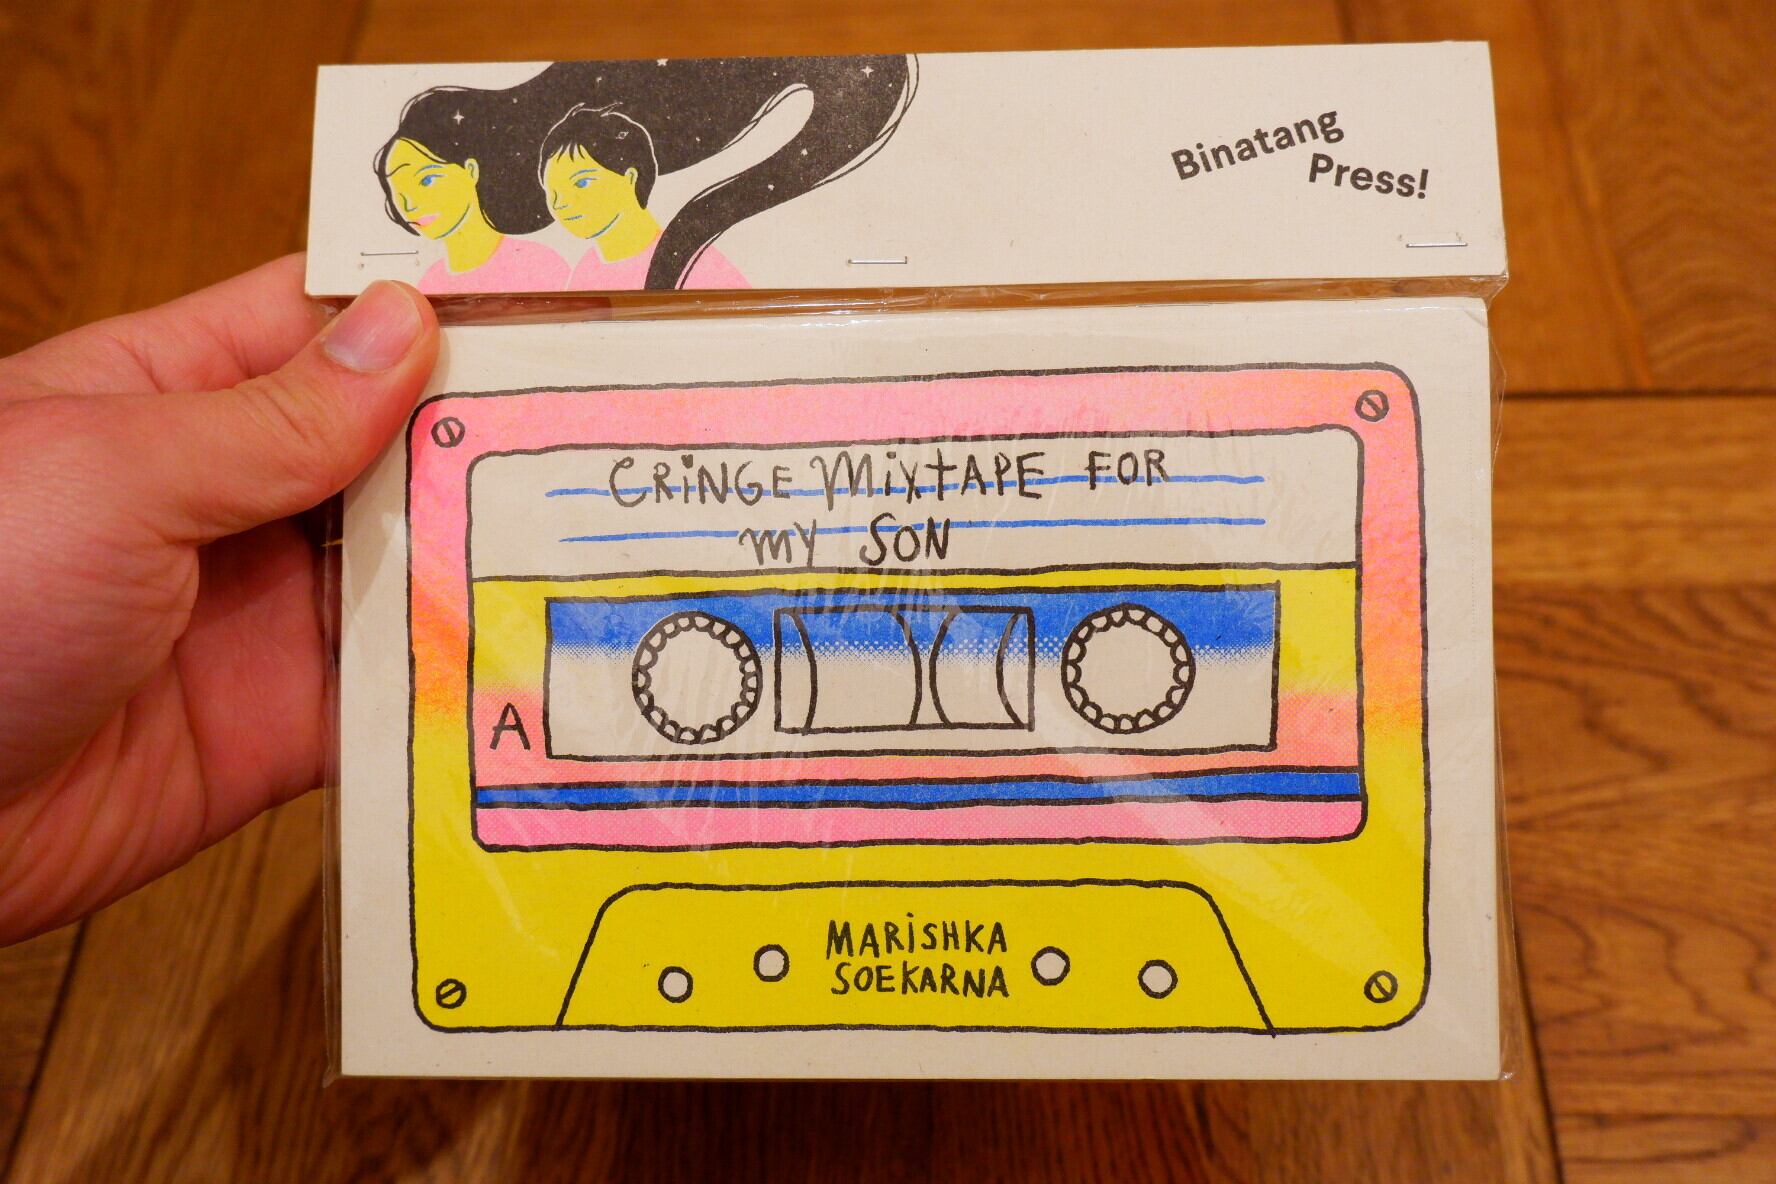 Binatang
Press!
CRiNGE MiXTAPE FOR
MY SON
A
MARiSHKA
SOEKARNA